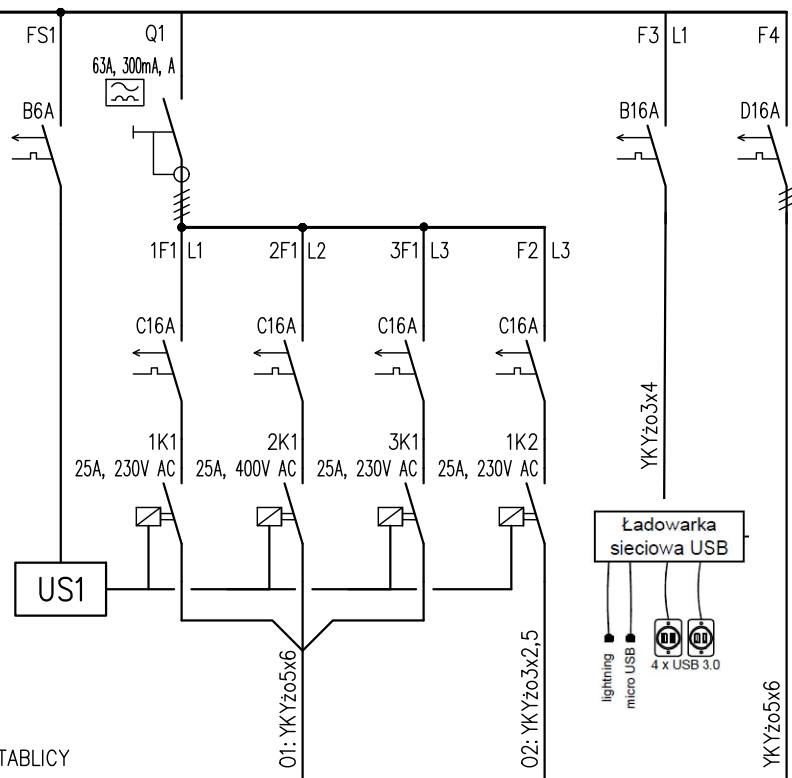 FS1
Q1
F3 L1
F4
63A, 300mA, A
B6A
B16A
D16A
1F1 L1
2F1 L2
3F1 L3
F2 L3
C16A
C16A
C16A
C16A
1K1
2K1
3K1
1K2
25A, 230V AC
25A, 400V AC
25A, 230V AC
25A, 230V AC
YKYżo3x4
Ładowarka
sieciowa USB
US1
lightning
micro USB
4 x USB 3.0
O1: YKYżo5x6
O2: YKYżo3x2,5
YKYżo5x6
TABLICY